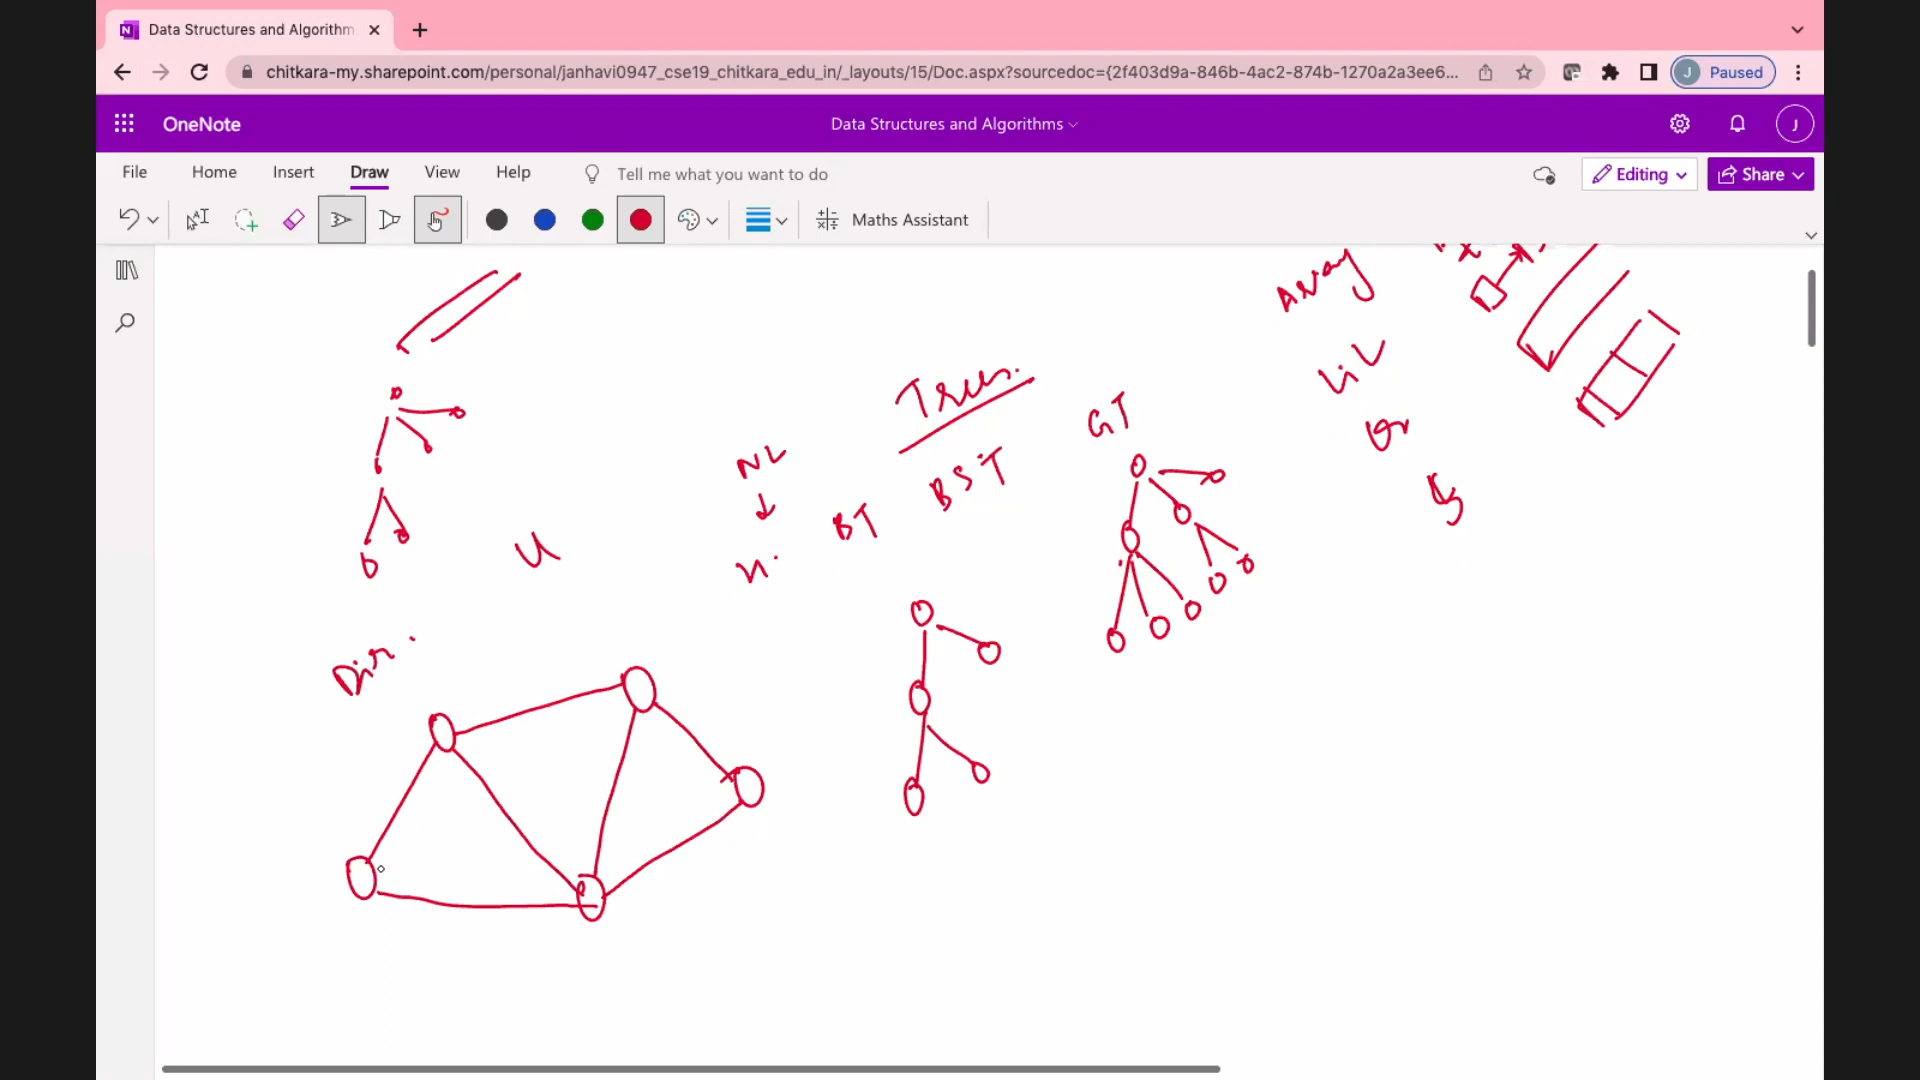 Data Structures and Algorithm
chitkara-my.sharepoint.com/personal/janhavi0947_cse19_chitkara_edu_in/_layouts/15/Doc.aspx?sourcedoc={2f403d9a-846b-4ac2-874b-1270a2a3ee6...
J Paused
OneNote
Data Structures and Algorithms
J
File Home Insert Draw View Help Tell me what you want to do
Editing
Share
Maths Assistant
Array
Trees.
GT
NL
BST
BT
U
Dir.